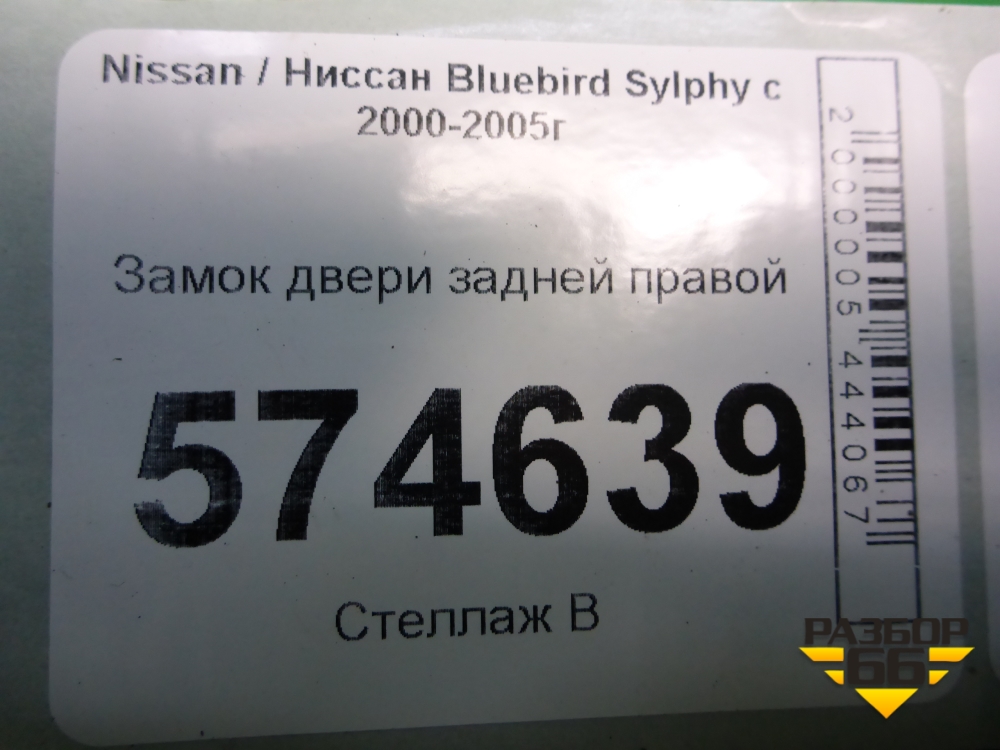 Nissan / Ниссан Bluebird Sylphy с
2000-2005г
Замок двери задней правой
574639
Стеллаж В
2000005444067
РАЗБОР
66